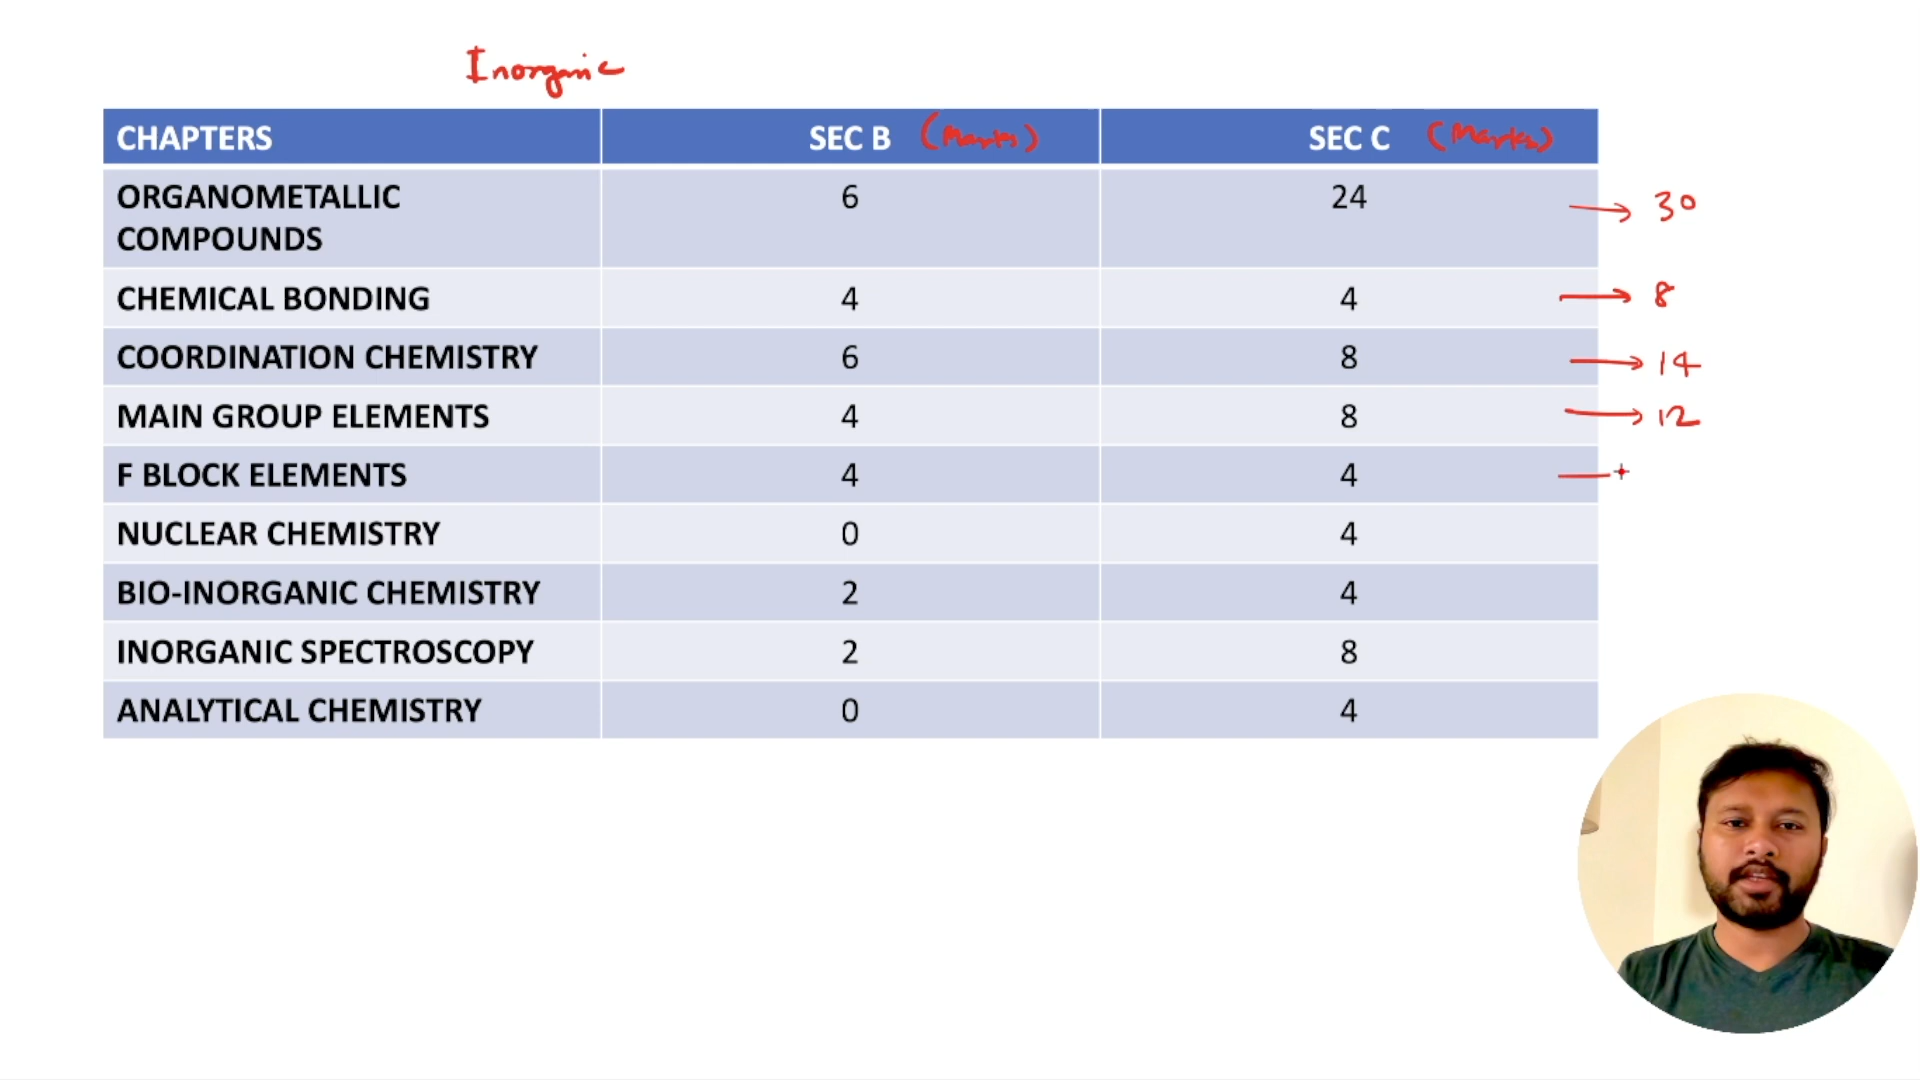 Inorganic
CHAPTERS SEC B (Marks) SEC C (Marks)
ORGANOMETALLIC COMPOUNDS 6 24 → 30
CHEMICAL BONDING 4 4 → 8
COORDINATION CHEMISTRY 6 8 → 14
MAIN GROUP ELEMENTS 4 8 → 12
F BLOCK ELEMENTS 4 4
NUCLEAR CHEMISTRY 0 4
BIO-INORGANIC CHEMISTRY 2 4
INORGANIC SPECTROSCOPY 2 8
ANALYTICAL CHEMISTRY 0 4